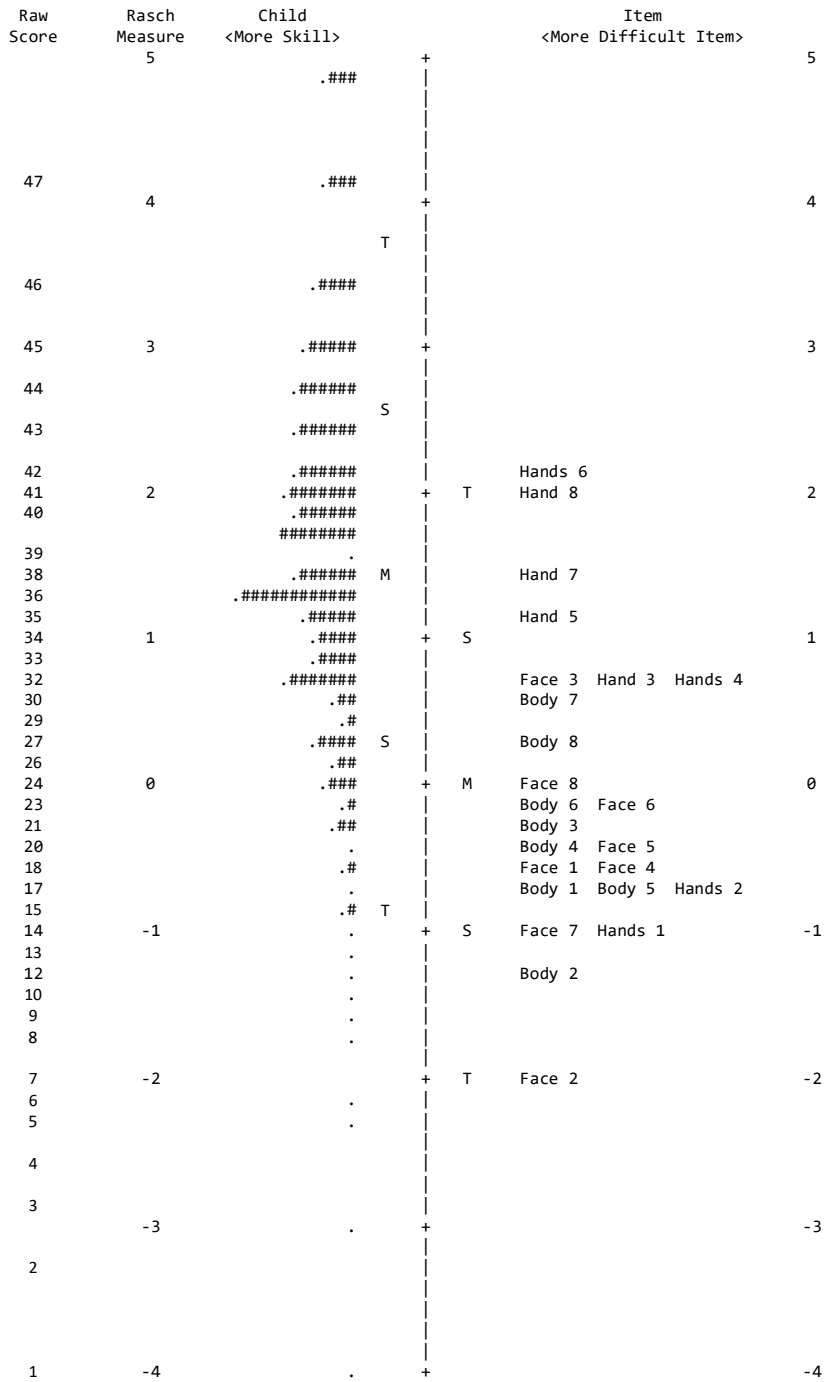 Raw Rasch Child Item
Score Measure <More Skill> <More Difficult Item>
5 + 5
.### |
|
|
|
|
47 .### |
4 + 4
|
T |
|
46 .#### |
|
|
45 3 .##### + 3
|
44 .###### |
S |
43 .###### |
|
42 .###### | Hands 6
41 2 .####### + T Hand 8 2
40 .###### |
######## |
39 . |
38 .###### M | Hand 7
36 .############ |
35 .##### | Hand 5
34 1 .#### + S 1
33 .#### |
32 .####### | Face 3 Hand 3 Hands 4
30 .## | Body 7
29 .# |
27 .#### S | Body 8
26 .## |
24 0 .### + M Face 8 0
23 .# | Body 6 Face 6
21 .## | Body 3
20 . | Body 4 Face 5
18 .# | Face 1 Face 4
17 . | Body 1 Body 5 Hands 2
15 .# T |
14 -1 . + S Face 7 Hands 1 -1
13 . |
12 . | Body 2
10 . |
9 . |
8 . |
|
7 -2 + T Face 2 -2
6 . |
5 . |
|
4 |
|
3 |
-3 . + -3
|
2 |
|
|
|
|
1 -4 . + -4